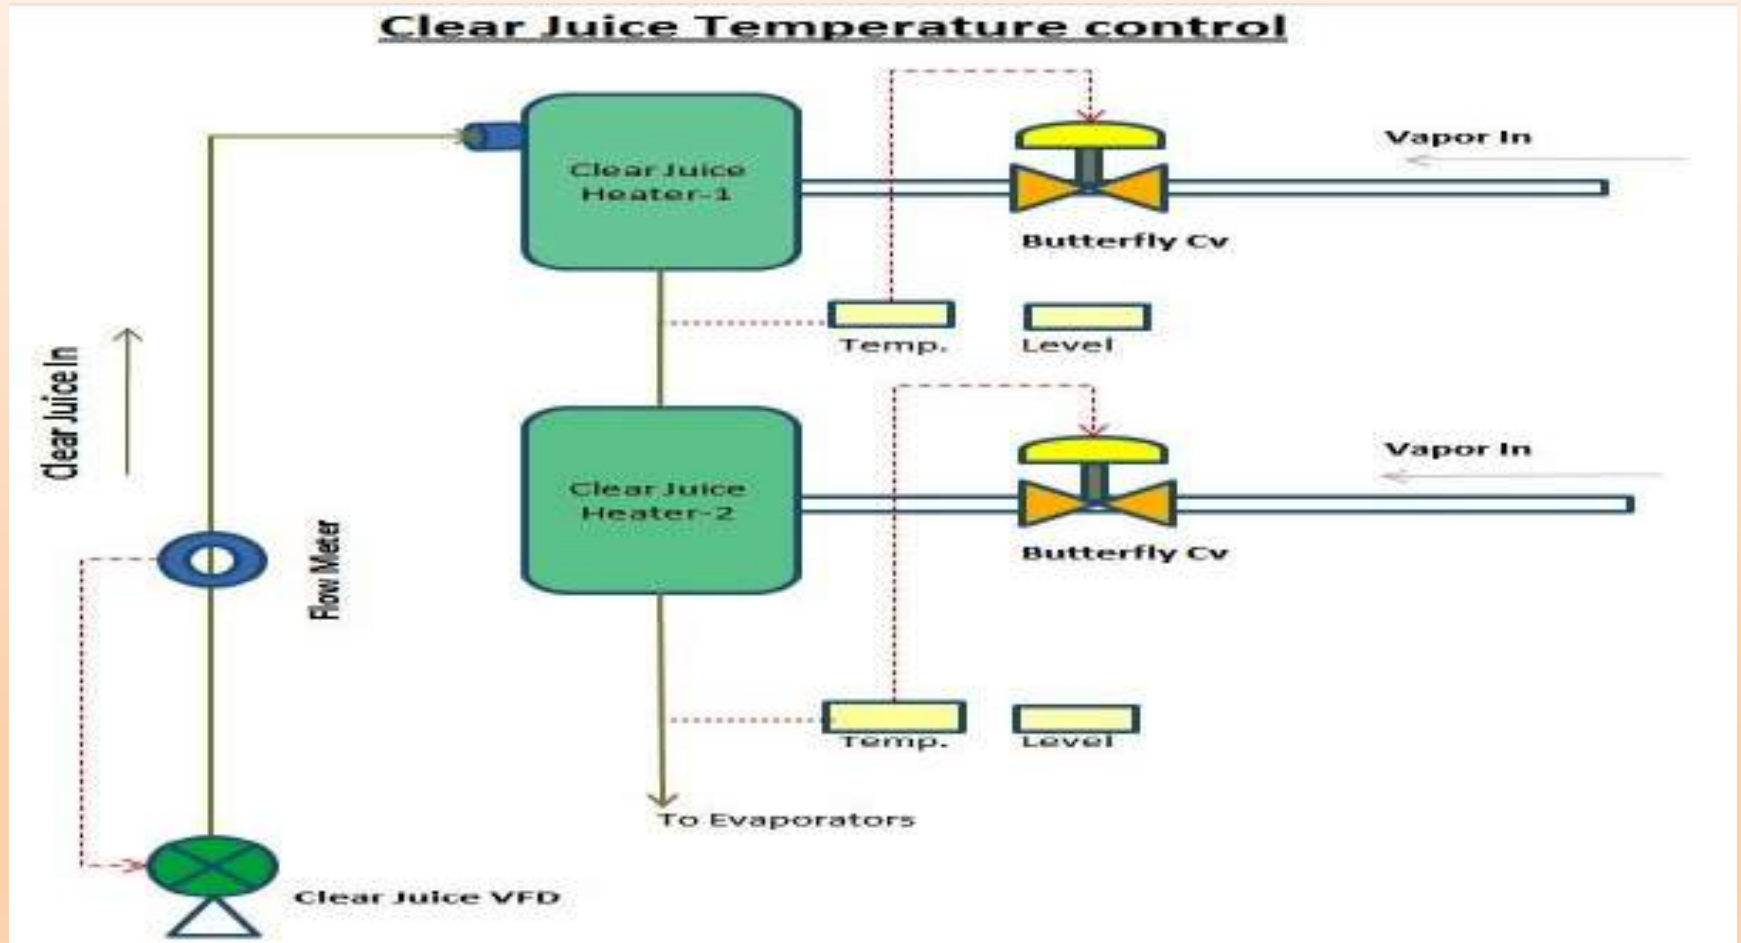 Clear Juice Temperature control
Clear Juice
Heater-1
Vapor In
Butterfly Cv
Temp.
Level
Clear Juice In
Clear Juice
Heater-2
Vapor In
Butterfly Cv
Flow Meter
Temp.
Level
To Evaporators
Clear Juice VFD